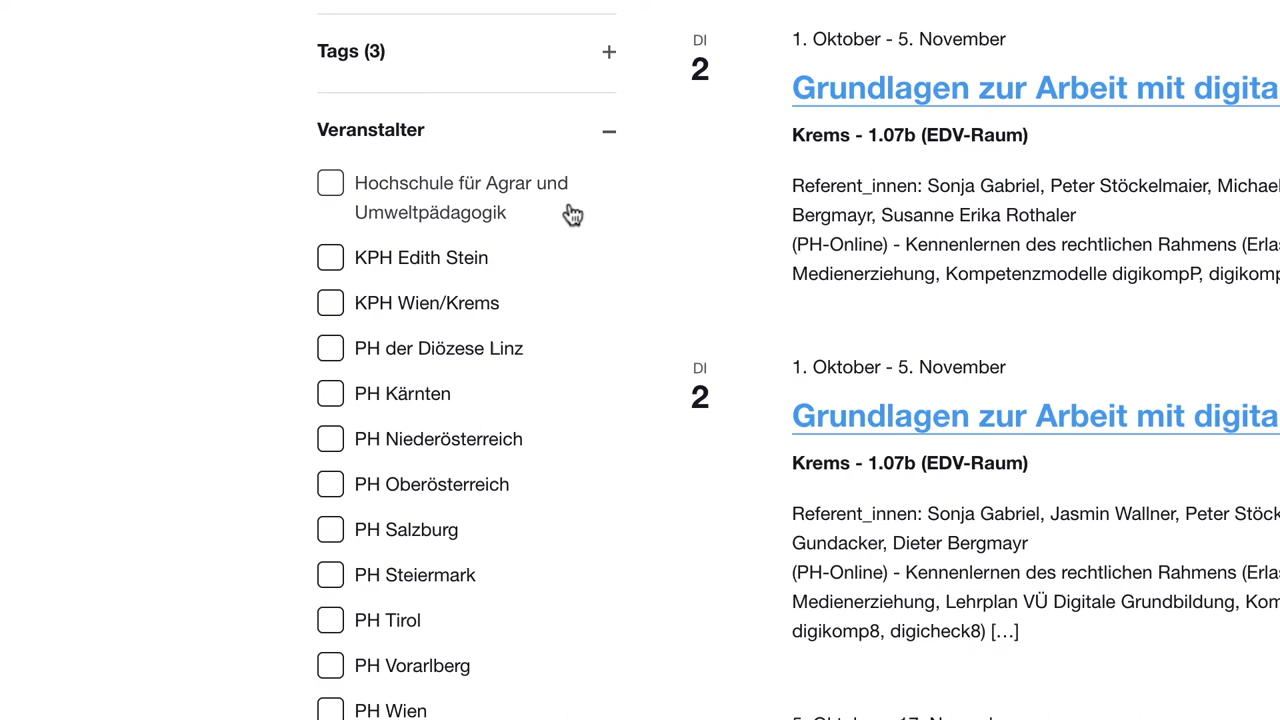 Tags (3)
Veranstalter
Hochschule für Agrar und
Umweltpädagogik
KPH Edith Stein
KPH Wien/Krems
PH der Diözese Linz
PH Kärnten
PH Niederösterreich
PH Oberösterreich
PH Salzburg
PH Steiermark
PH Tirol
PH Vorarlberg
PH Wien
DI
2
1. Oktober - 5. November
Grundlagen zur Arbeit mit digita
Krems - 1.07b (EDV-Raum)
Referent_innen: Sonja Gabriel, Peter Stöckelmaier, Michael
Bergmayr, Susanne Erika Rothaler
(PH-Online) - Kennenlernen des rechtlichen Rahmens (Erlas
Medienerziehung, Kompetenzmodelle digikompP, digikomp
DI
2
1. Oktober - 5. November
Grundlagen zur Arbeit mit digita
Krems - 1.07b (EDV-Raum)
Referent_innen: Sonja Gabriel, Jasmin Wallner, Peter Stöck
Gundacker, Dieter Bergmayr
(PH-Online) - Kennenlernen des rechtlichen Rahmens (Erlas
Medienerziehung, Lehrplan VÜ Digitale Grundbildung, Kom
digikomp8, digicheck8) […]